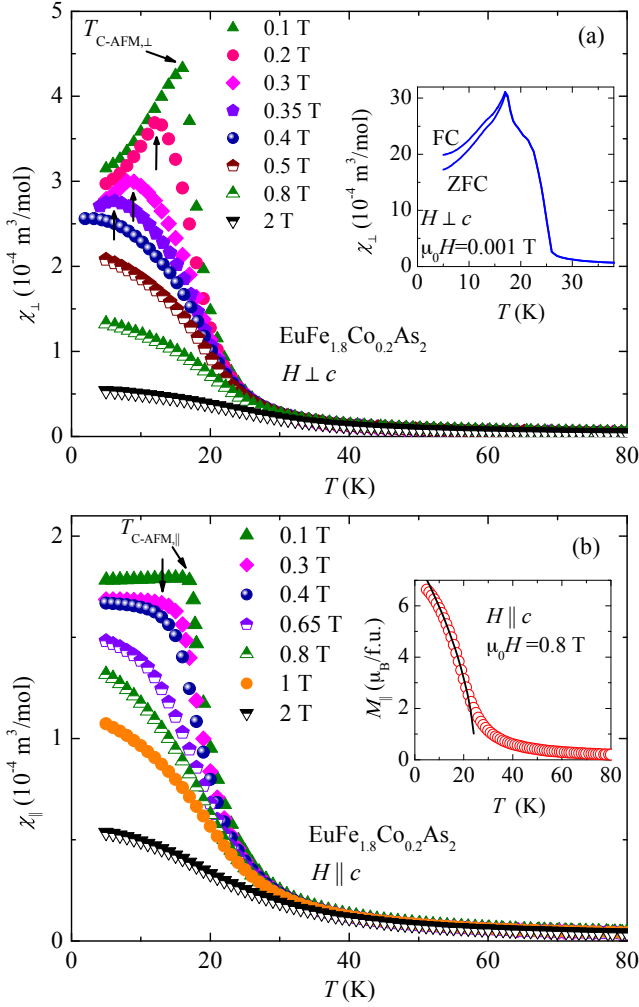 T_C-AFM,⊥
(a)
0.1 T
0.2 T
0.3 T
0.35 T
0.4 T
0.5 T
0.8 T
2 T
5
4
3
2
1
0
χ⊥ (10⁻⁴ m³/mol)
0 20 40 60 80
T (K)
EuFe₁.₈Co₀.₂As₂
H ⊥ c
30
20
10
0
χ⊥ (10⁻⁴ m³/mol)
FC
ZFC
H ⊥ c
μ₀H=0.001 T
0 10 20 30
T (K)
T_C-AFM,||
(b)
0.1 T
0.3 T
0.4 T
0.65 T
0.8 T
1 T
2 T
2
1
0
χ|| (10⁻⁴ m³/mol)
0 20 40 60 80
T (K)
EuFe₁.₈Co₀.₂As₂
H || c
6
4
2
0
M|| (μB/f.u.)
H || c
μ₀H=0.8 T
0 20 40 60 80
T (K)